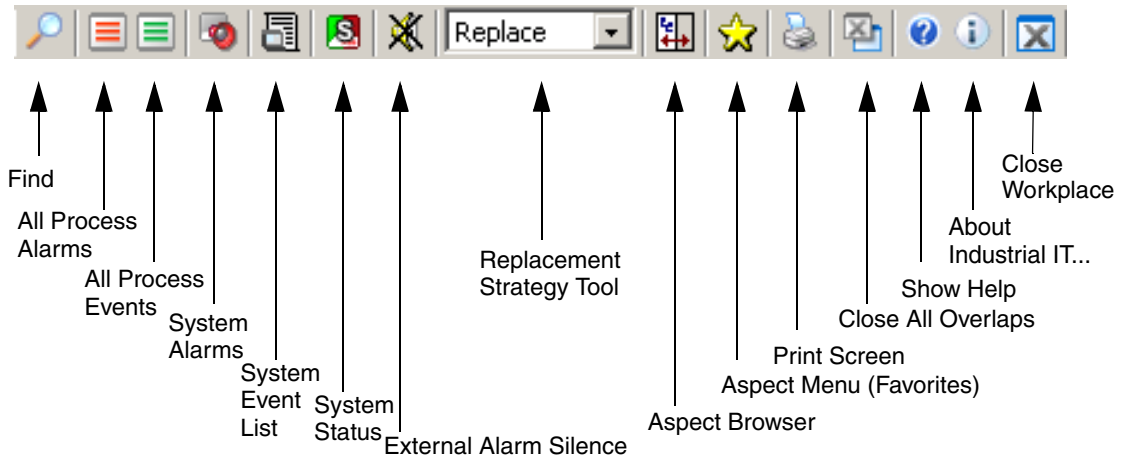 Replace
Find
All Process
Alarms
All Process
Events
System
Alarms
System
Event
List
System
Status
External Alarm Silence
Replacement
Strategy Tool
Aspect Browser
Aspect Menu (Favorites)
Print Screen
Close All Overlaps
Show Help
About
Industrial IT...
Close
Workplace
S